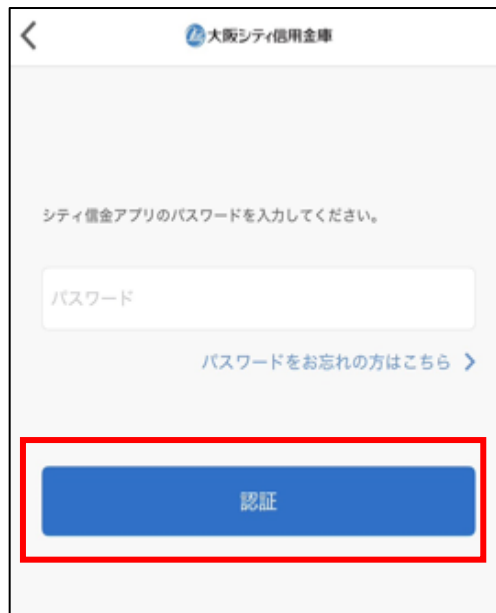 大阪シティ信用金庫
シティ信金アプリのパスワードを入力してください。
パスワード
パスワードをお忘れの方はこちら
認証